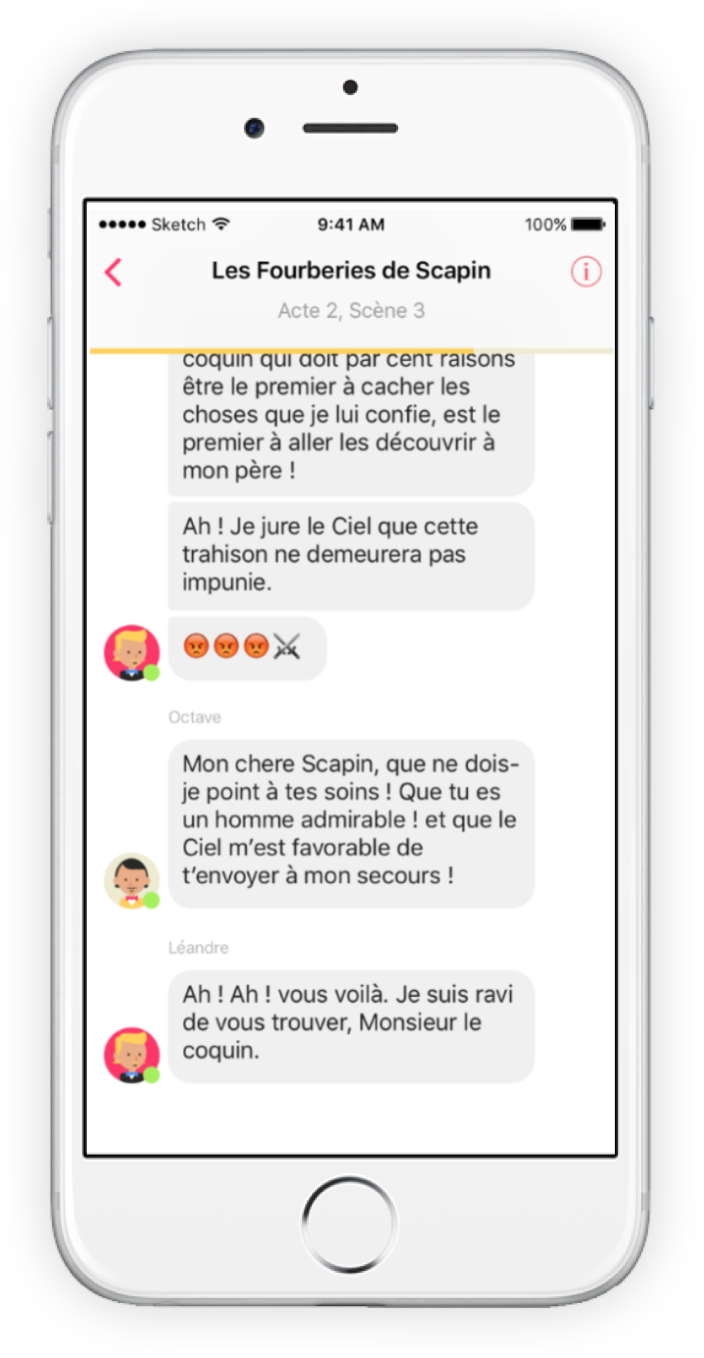 ●●●●● Sketch 9:41 AM 100%
Les Fourberies de Scapin
Acte 2, Scène 3
coquin qui doit par cent raisons
être le premier à cacher les
choses que je lui confie, est le
premier à aller les découvrir à
mon père !
Ah ! Je jure le Ciel que cette
trahison ne demeurera pas
impunie.
😡😡😡⚔
Octave
Mon chere Scapin, que ne dois-
je point à tes soins ! Que tu es
un homme admirable ! et que le
Ciel m’est favorable de
t’envoyer à mon secours !
Léandre
Ah ! Ah ! vous voilà. Je suis ravi
de vous trouver, Monsieur le
coquin.